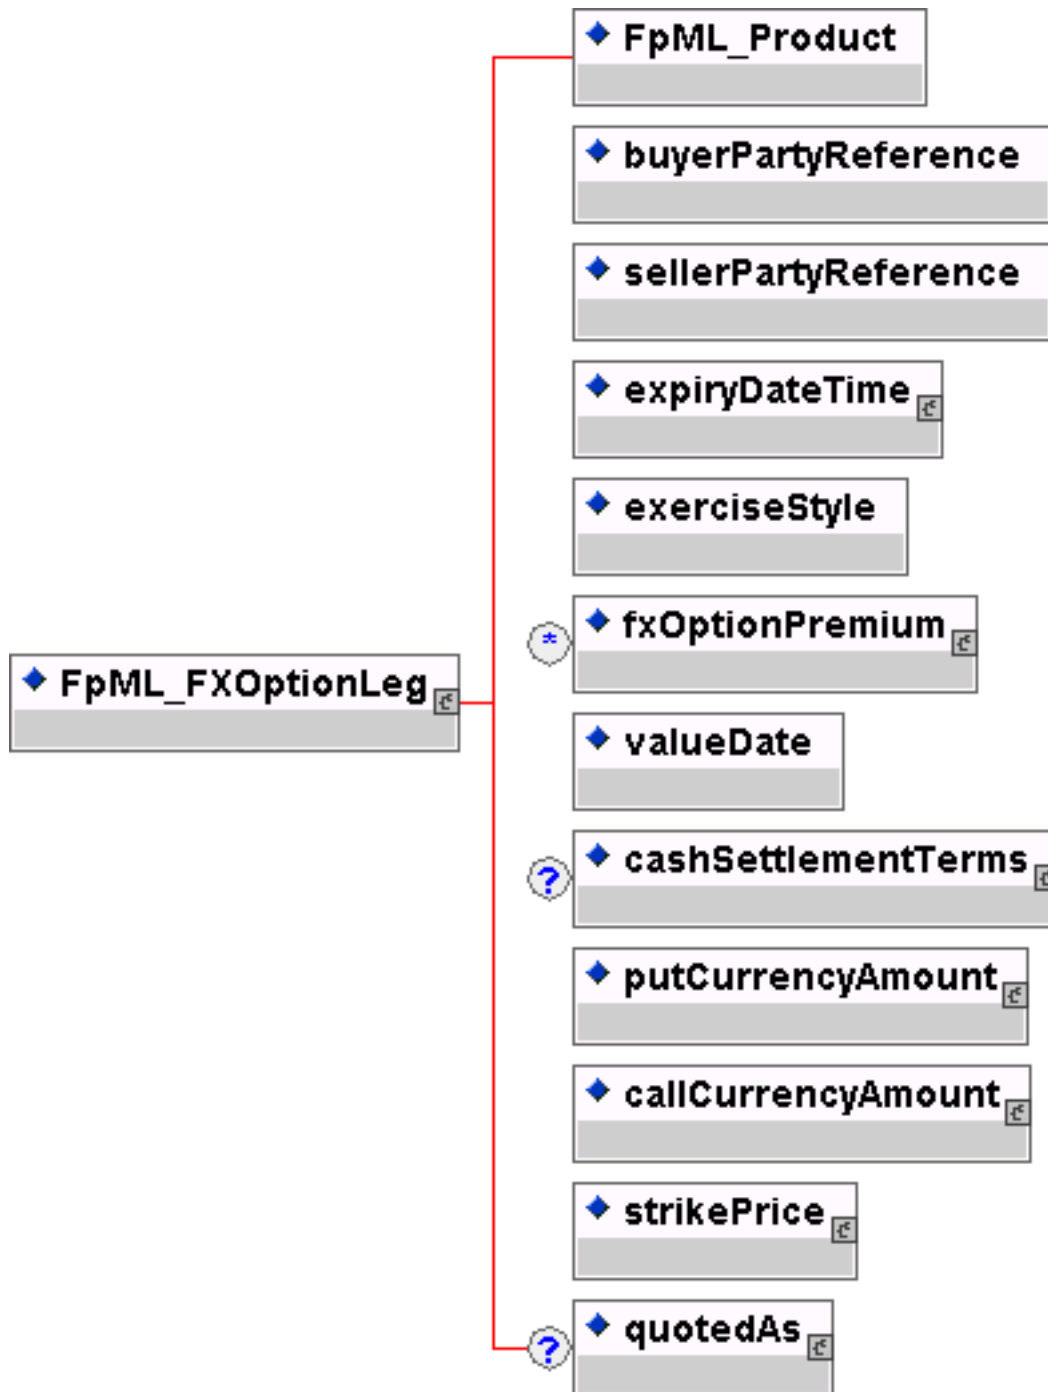 FpML_Product
buyerPartyReference
sellerPartyReference
expiryDateTime
exerciseStyle
*
fxOptionPremium
FpML_FXOptionLeg
valueDate
?
cashSettlementTerms
putCurrencyAmount
callCurrencyAmount
strikePrice
?
quotedAs